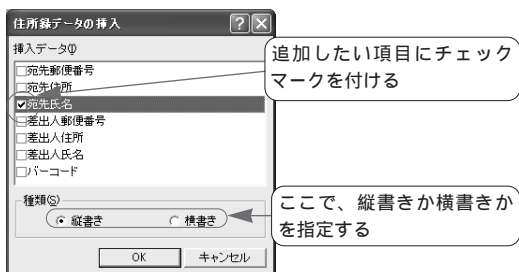 住所録データの挿入
挿入データ(I)
宛先郵便番号
宛先住所
宛先氏名
差出人郵便番号
差出人住所
差出人氏名
バーコード
種類(S)
縦書き 横書き
OK キャンセル
追加したい項目にチェック
マークを付ける
ここで、縦書きか横書きか
を指定する